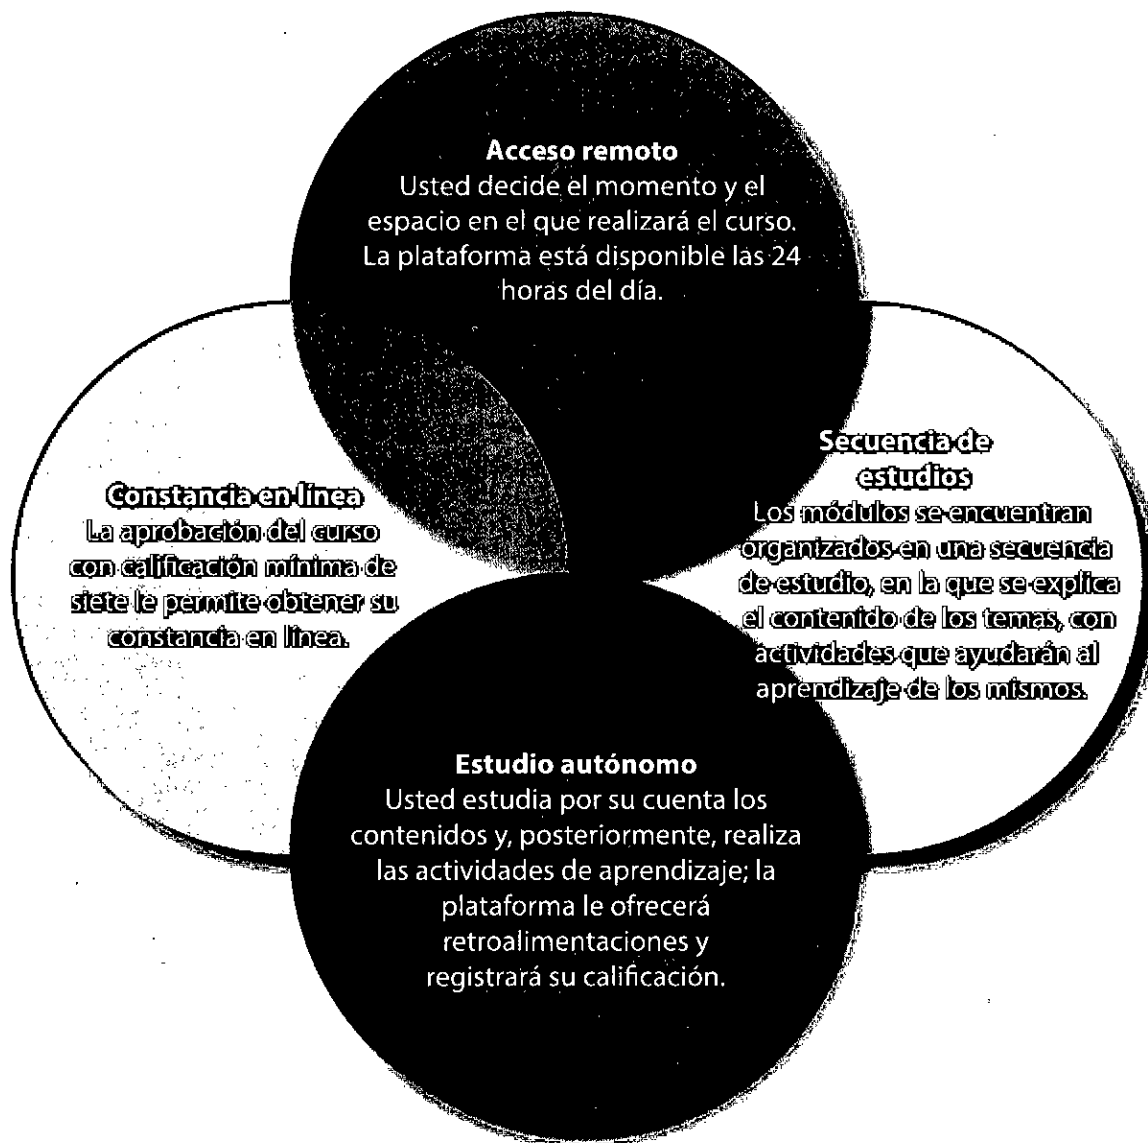 Acceso remoto
Usted decide el momento y el
espacio en el que realizará el curso.
La plataforma está disponible las 24
horas del día.
Constancia en línea
La aprobación del curso
con calificación mínima de
siete le permite obtener su
constancia en línea.
Secuencia de
estudios
Los módulos se encuentran
organizados en una secuencia
de estudio, en la que se explica
el contenido de los temas, con
actividades que ayudarán al
aprendizaje de los mismos.
Estudio autónomo
Usted estudia por su cuenta los
contenidos y, posteriormente, realiza
las actividades de aprendizaje; la
plataforma le ofrecerá
retroalimentaciones y
registrará su calificación.